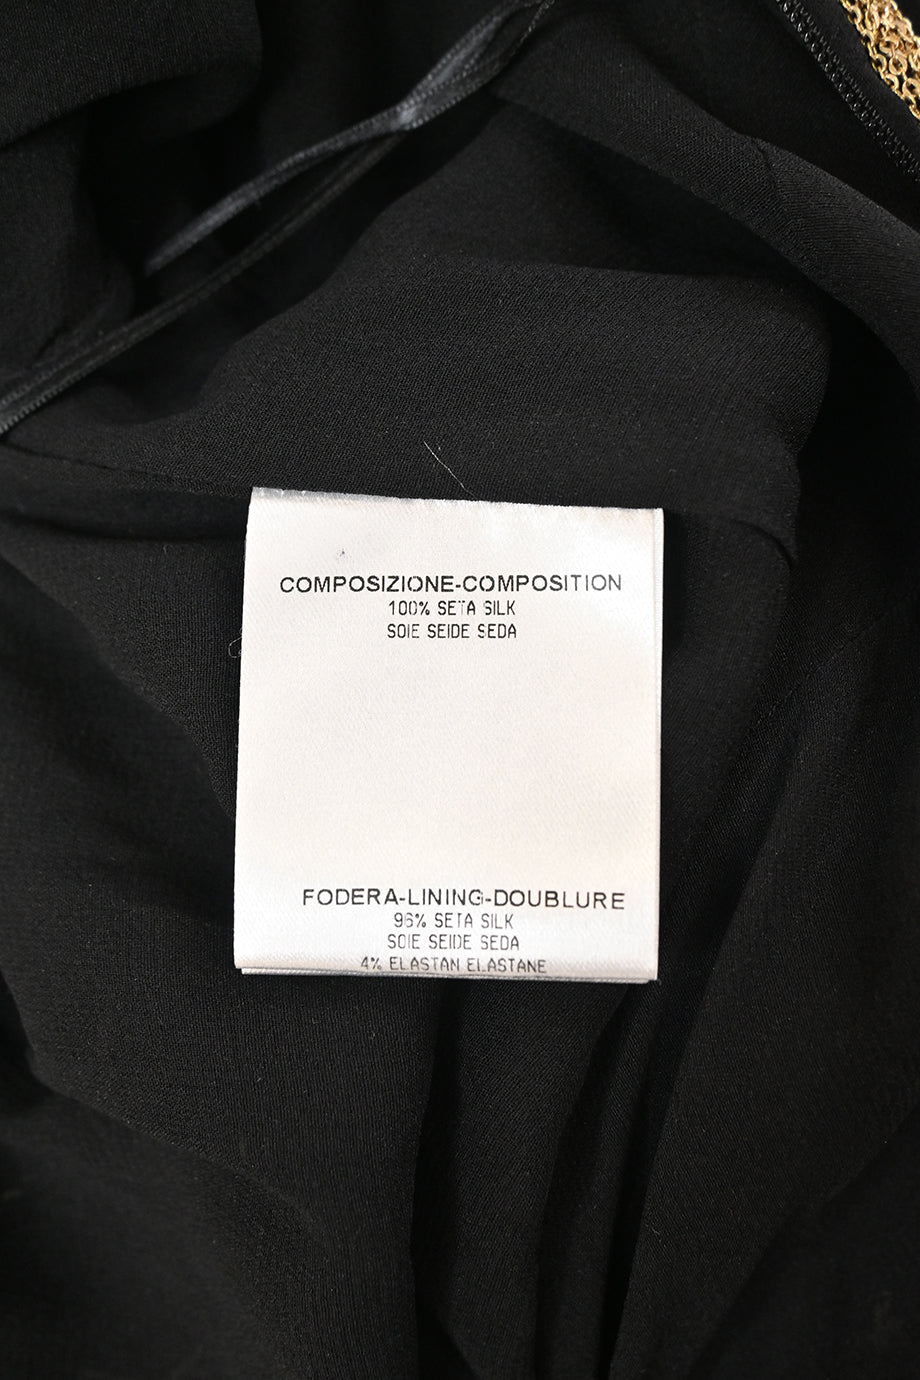 COMPOSIZIONE-COMPOSITION
100% SETA SILK
SOIE SEIDE SEDA
FODERA-LINING-DOUBLURE
96% SETA SILK
SOIE SEIDE SEDA
4% ELASTAN ELASTANE